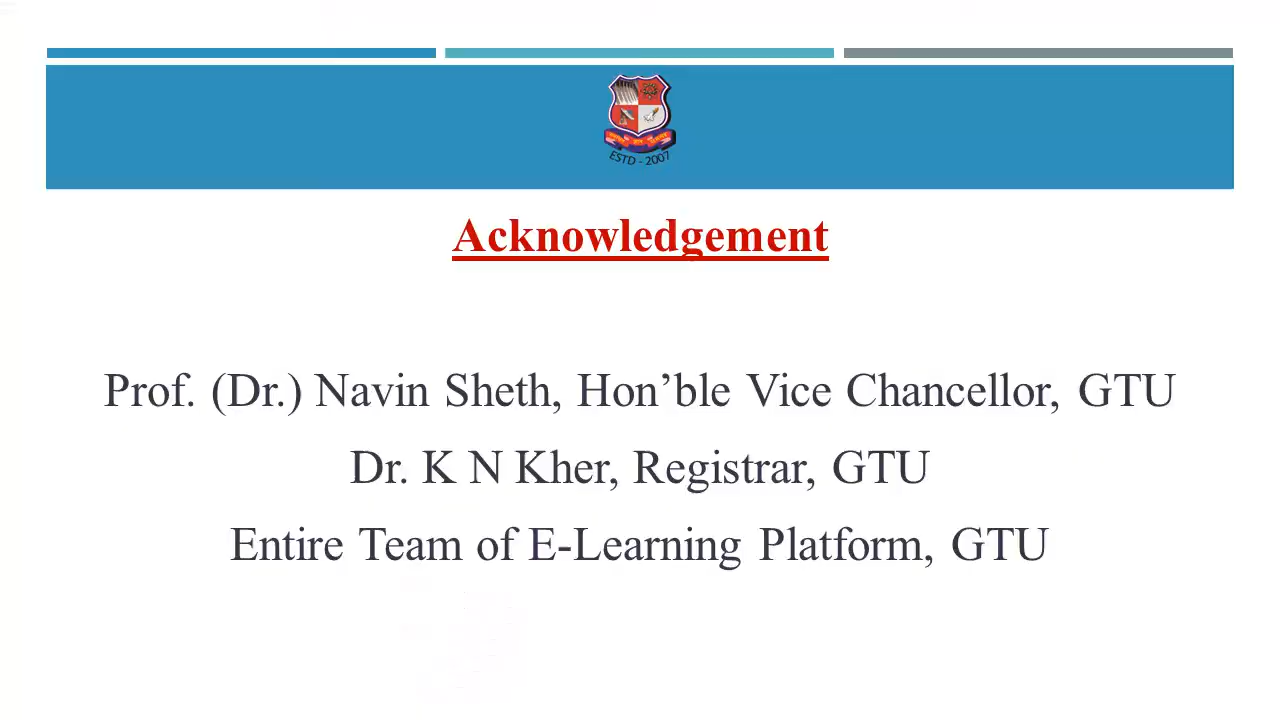 ESTD - 2007
Acknowledgement
Prof. (Dr.) Navin Sheth, Hon’ble Vice Chancellor, GTU
Dr. K N Kher, Registrar, GTU
Entire Team of E-Learning Platform, GTU